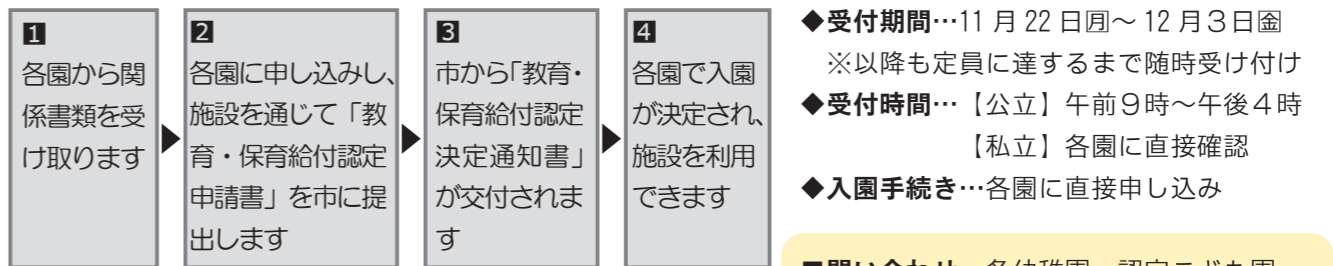 1
各園から関
係書類を受
け取ります
2
各園に申し込みし、
施設を通じて「教
育・保育給付認定
申請書」を市に提
出します
3
市から「教育・
保育給付認定
決定通知書」
が交付されま
す
4
各園で入園
が決定され、
施設を利用
できます
◆受付期間…11月22日㊊～12月3日㊎
※以降も定員に達するまで随時受け付け
◆受付時間…【公立】午前9時～午後4時
【私立】各園に直接確認
◆入園手続き…各園に直接申し込み